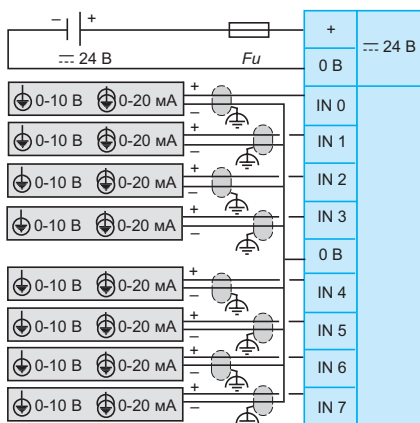 − +
+
⎓ 24 В
Fu
⎓ 24 В
0 В
+
0-10 В 0-20 мА
−
IN 0
+
0-10 В 0-20 мА
−
IN 1
+
0-10 В 0-20 мА
−
IN 2
+
0-10 В 0-20 мА
−
IN 3
0 В
+
0-10 В 0-20 мА
−
IN 4
+
0-10 В 0-20 мА
−
IN 5
+
0-10 В 0-20 мА
−
IN 6
+
0-10 В 0-20 мА
−
IN 7